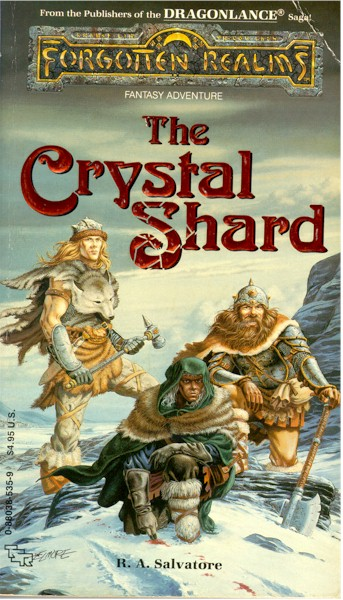 From the Publishers of the DRAGONLANCE® Saga!
FORGOTTEN REALMS
FANTASY ADVENTURE
The
Crystal
Shard
0-88038-535-9 $4.95 U.S.
TSR
ELMORE
R. A. Salvatore